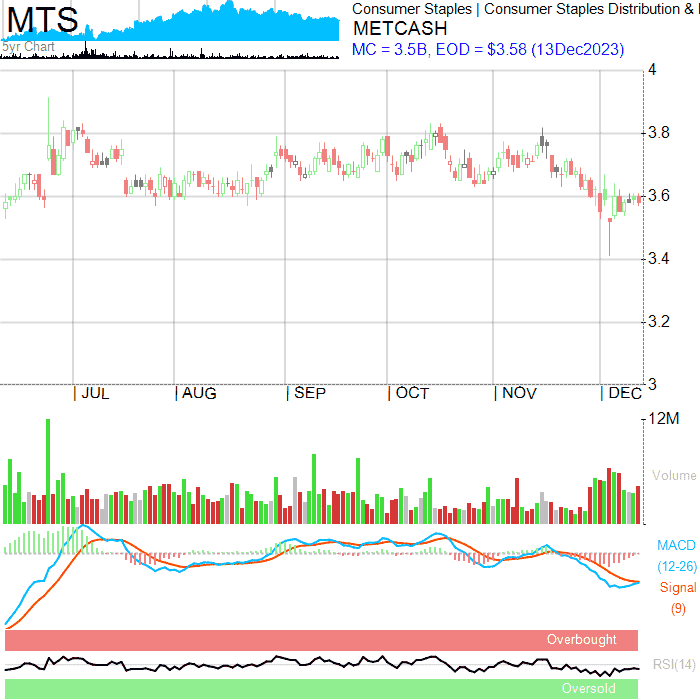 MTS
5yr Chart
Consumer Staples | Consumer Staples Distribution &
METCASH
MC = 3.5B, EOD = $3.58 (13Dec2023)
4
3.8
3.6
3.4
3.2
3
| JUL | AUG | SEP | OCT | NOV | DEC
12M
Volume
MACD
(12-26)
Signal
(9)
Overbought
RSI(14)
Oversold